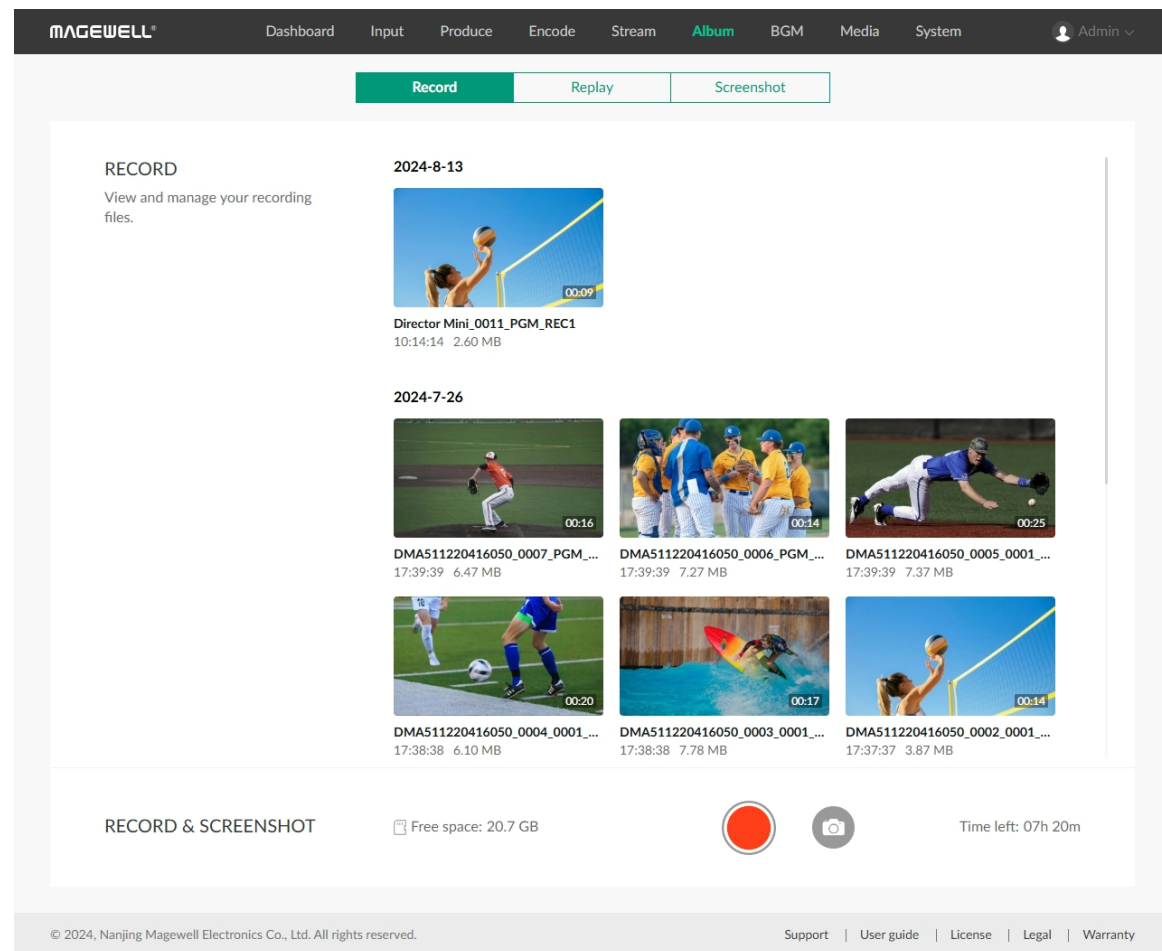 MAGEWELL®
Dashboard Input Produce Encode Stream Album BGM Media System Admin
Record Replay Screenshot
RECORD
View and manage your recording
files.
2024-8-13
00:09
Director Mini_0011_PGM_REC1
10:14:14 2.60 MB
2024-7-26
00:16 00:14 00:25
DMA511220416050_0007_PGM_... DMA511220416050_0006_PGM_... DMA511220416050_0005_0001_...
17:39:39 6.47 MB 17:39:39 7.27 MB 17:39:39 7.37 MB
00:20 00:17 00:14
DMA511220416050_0004_0001_... DMA511220416050_0003_0001_... DMA511220416050_0002_0001_...
17:38:38 6.10 MB 17:38:38 7.78 MB 17:37:37 3.87 MB
RECORD & SCREENSHOT Free space: 20.7 GB Time left: 07h 20m
© 2024, Nanjing Magewell Electronics Co., Ltd. All rights reserved. Support | User guide | License | Legal | Warranty